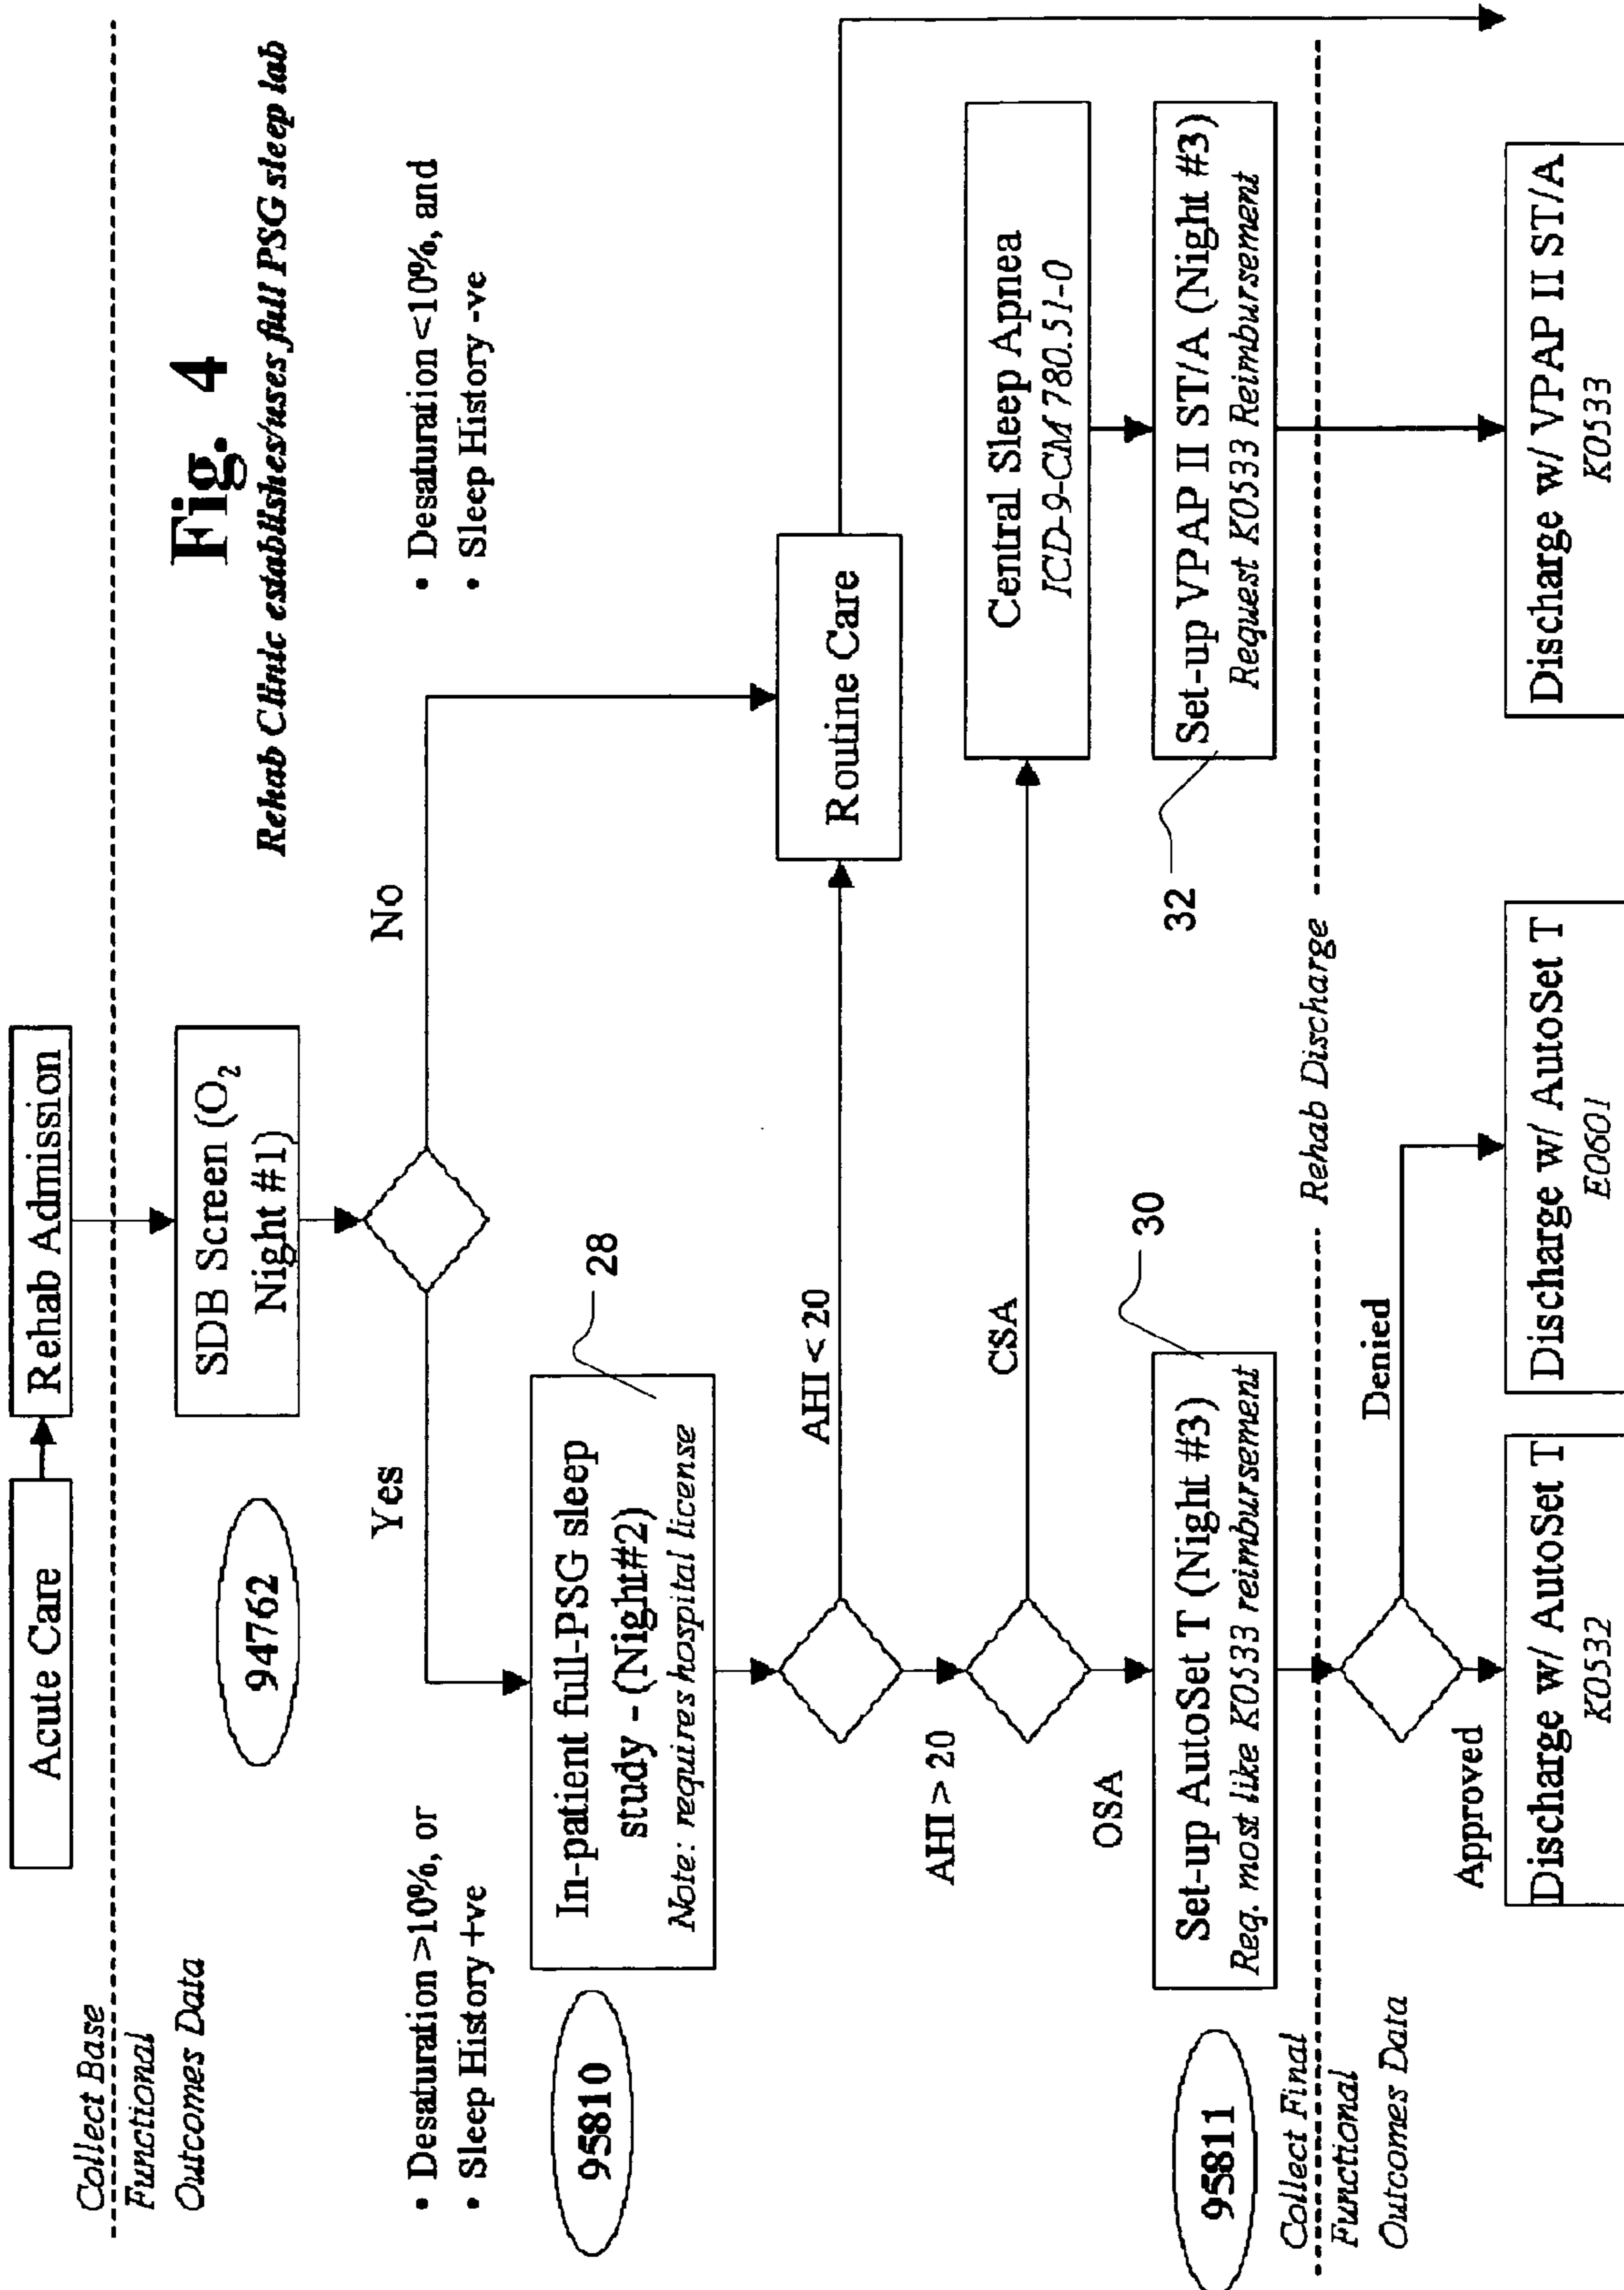 Acute Care
Rehab Admission
Collect Base
Functional
Outcomes Data
Fig. 4
Rehab Clinic establishes/uses full PSG sleep lab
94762
SDB Screen (O2
Night #1)
Yes
No
• Desaturation >10%, or
• Sleep History +ve
• Desaturation <10%, and
• Sleep History -ve
95810
In-patient full-PSG sleep
study - (Night#2)
Note: requires hospital license
28
AHI < 20
Routine Care
AHI > 20
CSA
Central Sleep Apnea
ICD-9-CM 780.51-0
OSA
95811
Set-up AutoSet T (Night #3)
Req. most like K0533 reimbursement
30
32
Set-up VPAP II ST/A (Night #3)
Request K0533 Reimbursement
Collect Final
Functional
Outcomes Data
Rehab Discharge
Approved
Denied
Discharge w/ AutoSet T
K0532
Discharge w/ AutoSet T
E0601
Discharge w/ VPAP II ST/A
K0533